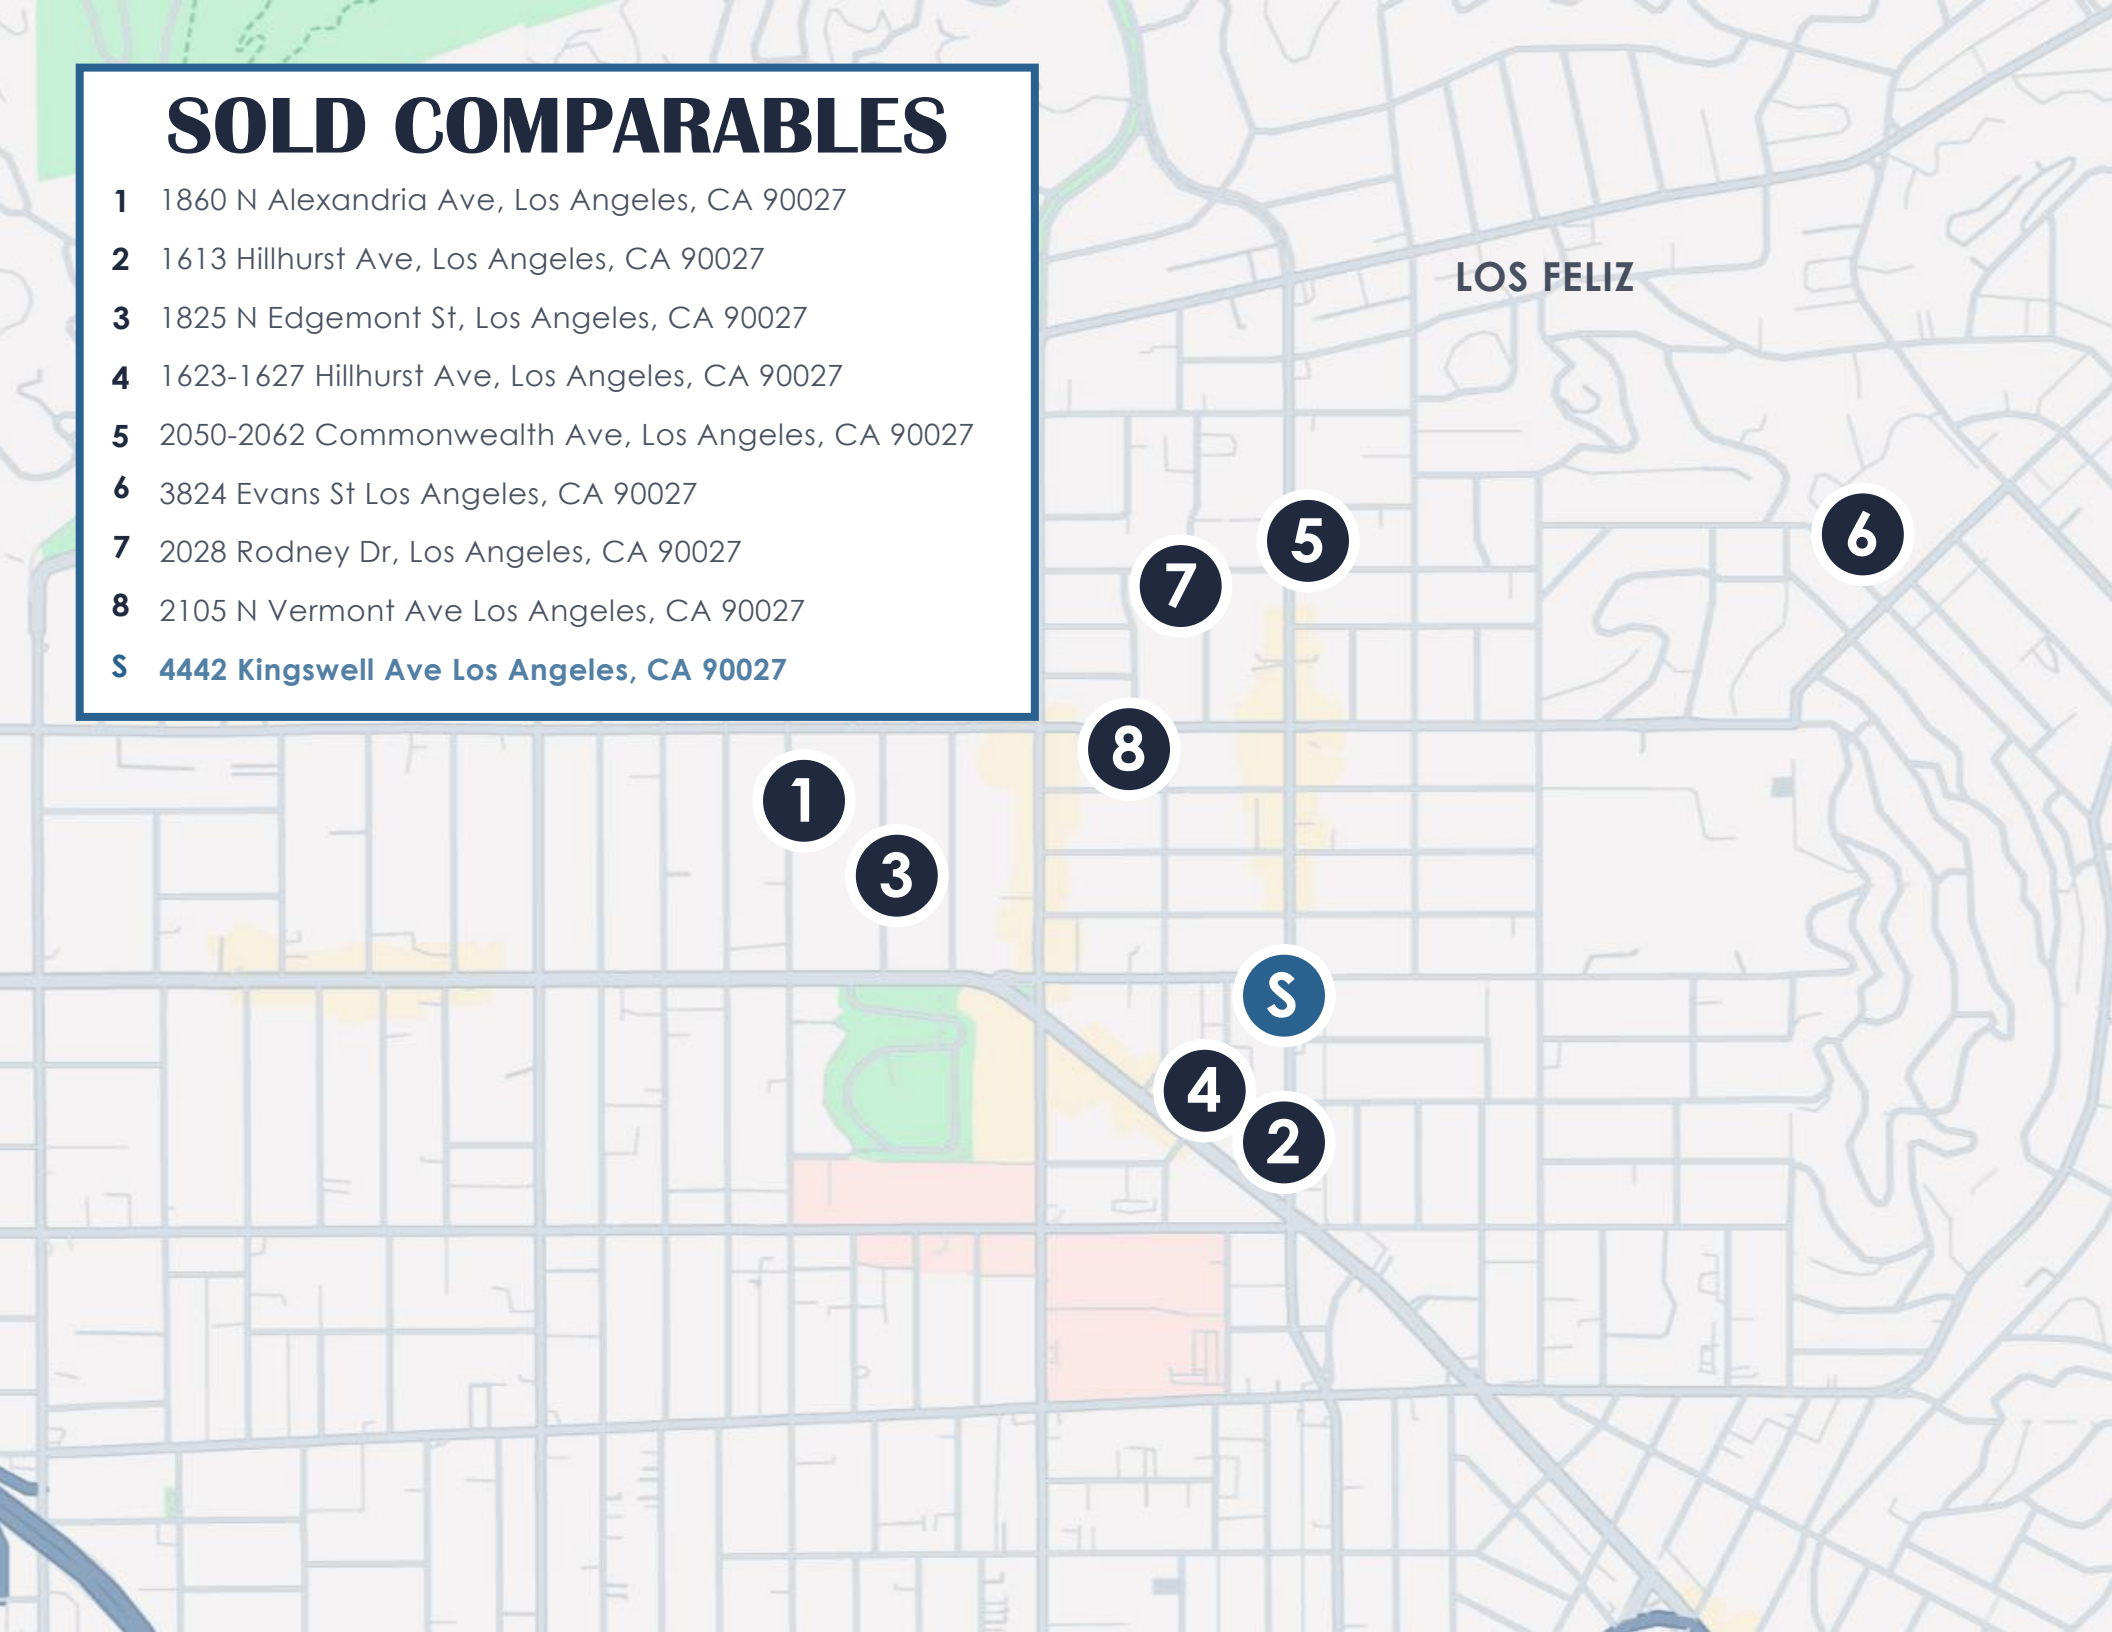 SOLD COMPARABLES
1 1860 N Alexandria Ave, Los Angeles, CA 90027
2 1613 Hillhurst Ave, Los Angeles, CA 90027
3 1825 N Edgemont St, Los Angeles, CA 90027
4 1623-1627 Hillhurst Ave, Los Angeles, CA 90027
5 2050-2062 Commonwealth Ave, Los Angeles, CA 90027
6 3824 Evans St Los Angeles, CA 90027
7 2028 Rodney Dr, Los Angeles, CA 90027
8 2105 N Vermont Ave Los Angeles, CA 90027
S 4442 Kingswell Ave Los Angeles, CA 90027
LOS FELIZ
5
6
7
8
1
3
S
4
2